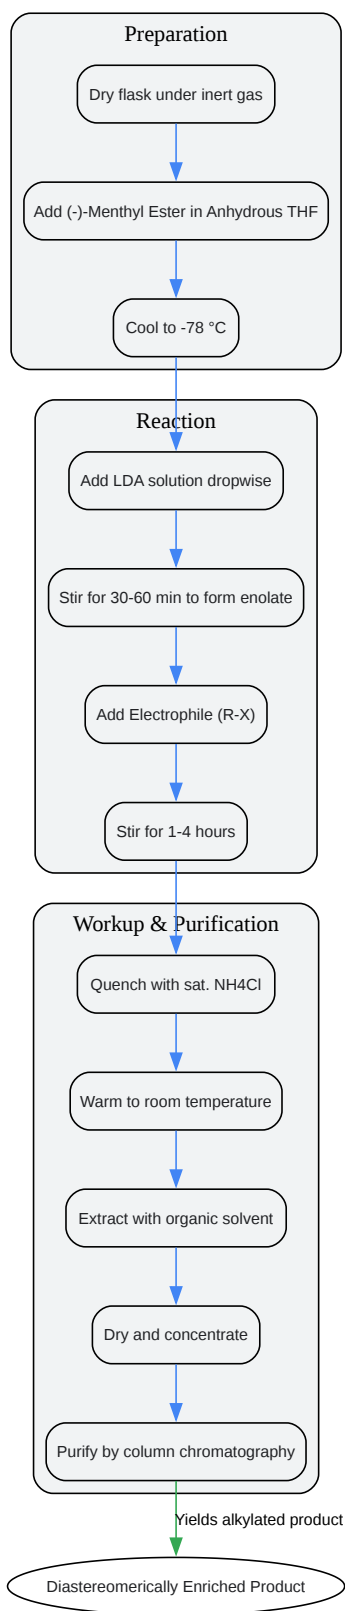 Preparation
Dry flask under inert gas
Add (-)-Menthyl Ester in Anhydrous THF
Cool to -78 °C
Reaction
Add LDA solution dropwise
Stir for 30-60 min to form enolate
Add Electrophile (R-X)
Stir for 1-4 hours
Workup & Purification
Quench with sat. NH4Cl
Warm to room temperature
Extract with organic solvent
Dry and concentrate
Purify by column chromatography
Yields alkylated product
Diastereomerically Enriched Product